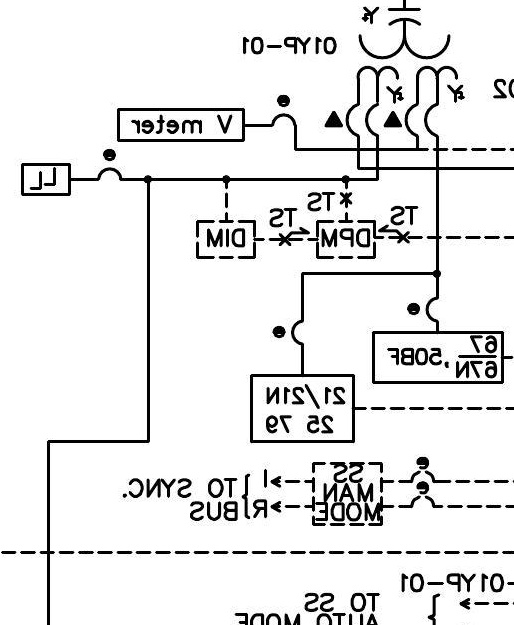 01YP-01
02
V meter
LL
TS
TS
TS
DIM
DPM
67
67N ,50BF
21/21N
25 79
SS
MAN
MODE
TO SYNC.
BUS
I
R
01YP-01
TO SS
AUTO MODE